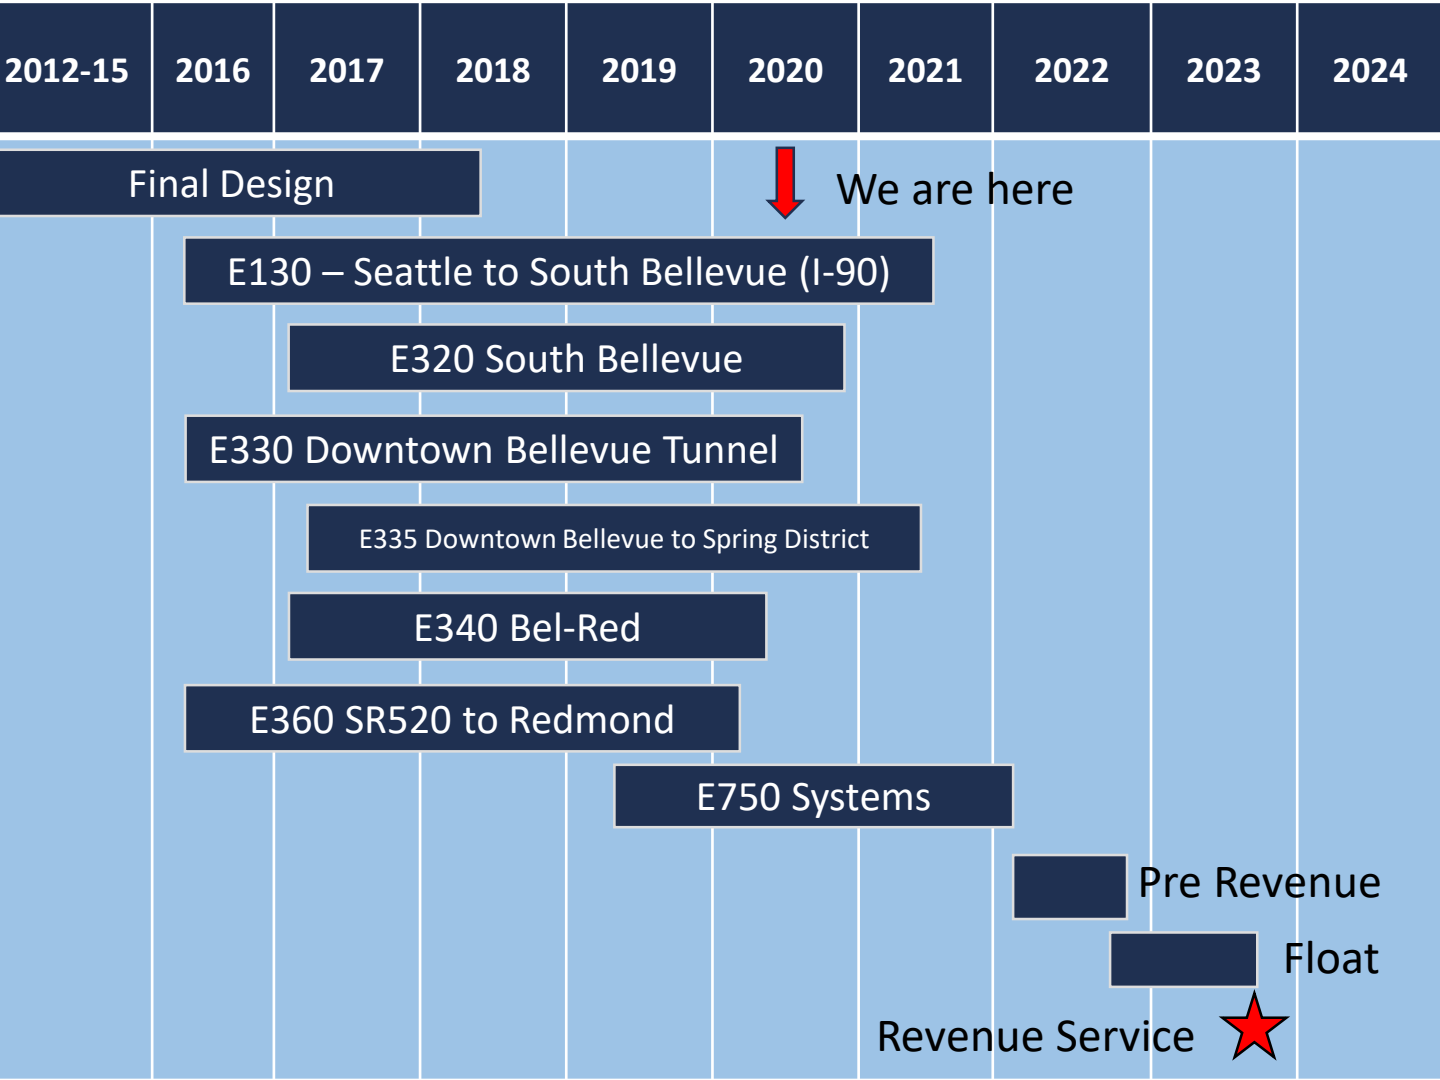 2012-15 2016 2017 2018 2019 2020 2021 2022 2023 2024
Final Design
We are here
E130 – Seattle to South Bellevue (I-90)
E320 South Bellevue
E330 Downtown Bellevue Tunnel
E335 Downtown Bellevue to Spring District
E340 Bel-Red
E360 SR520 to Redmond
E750 Systems
Pre Revenue
Float
Revenue Service